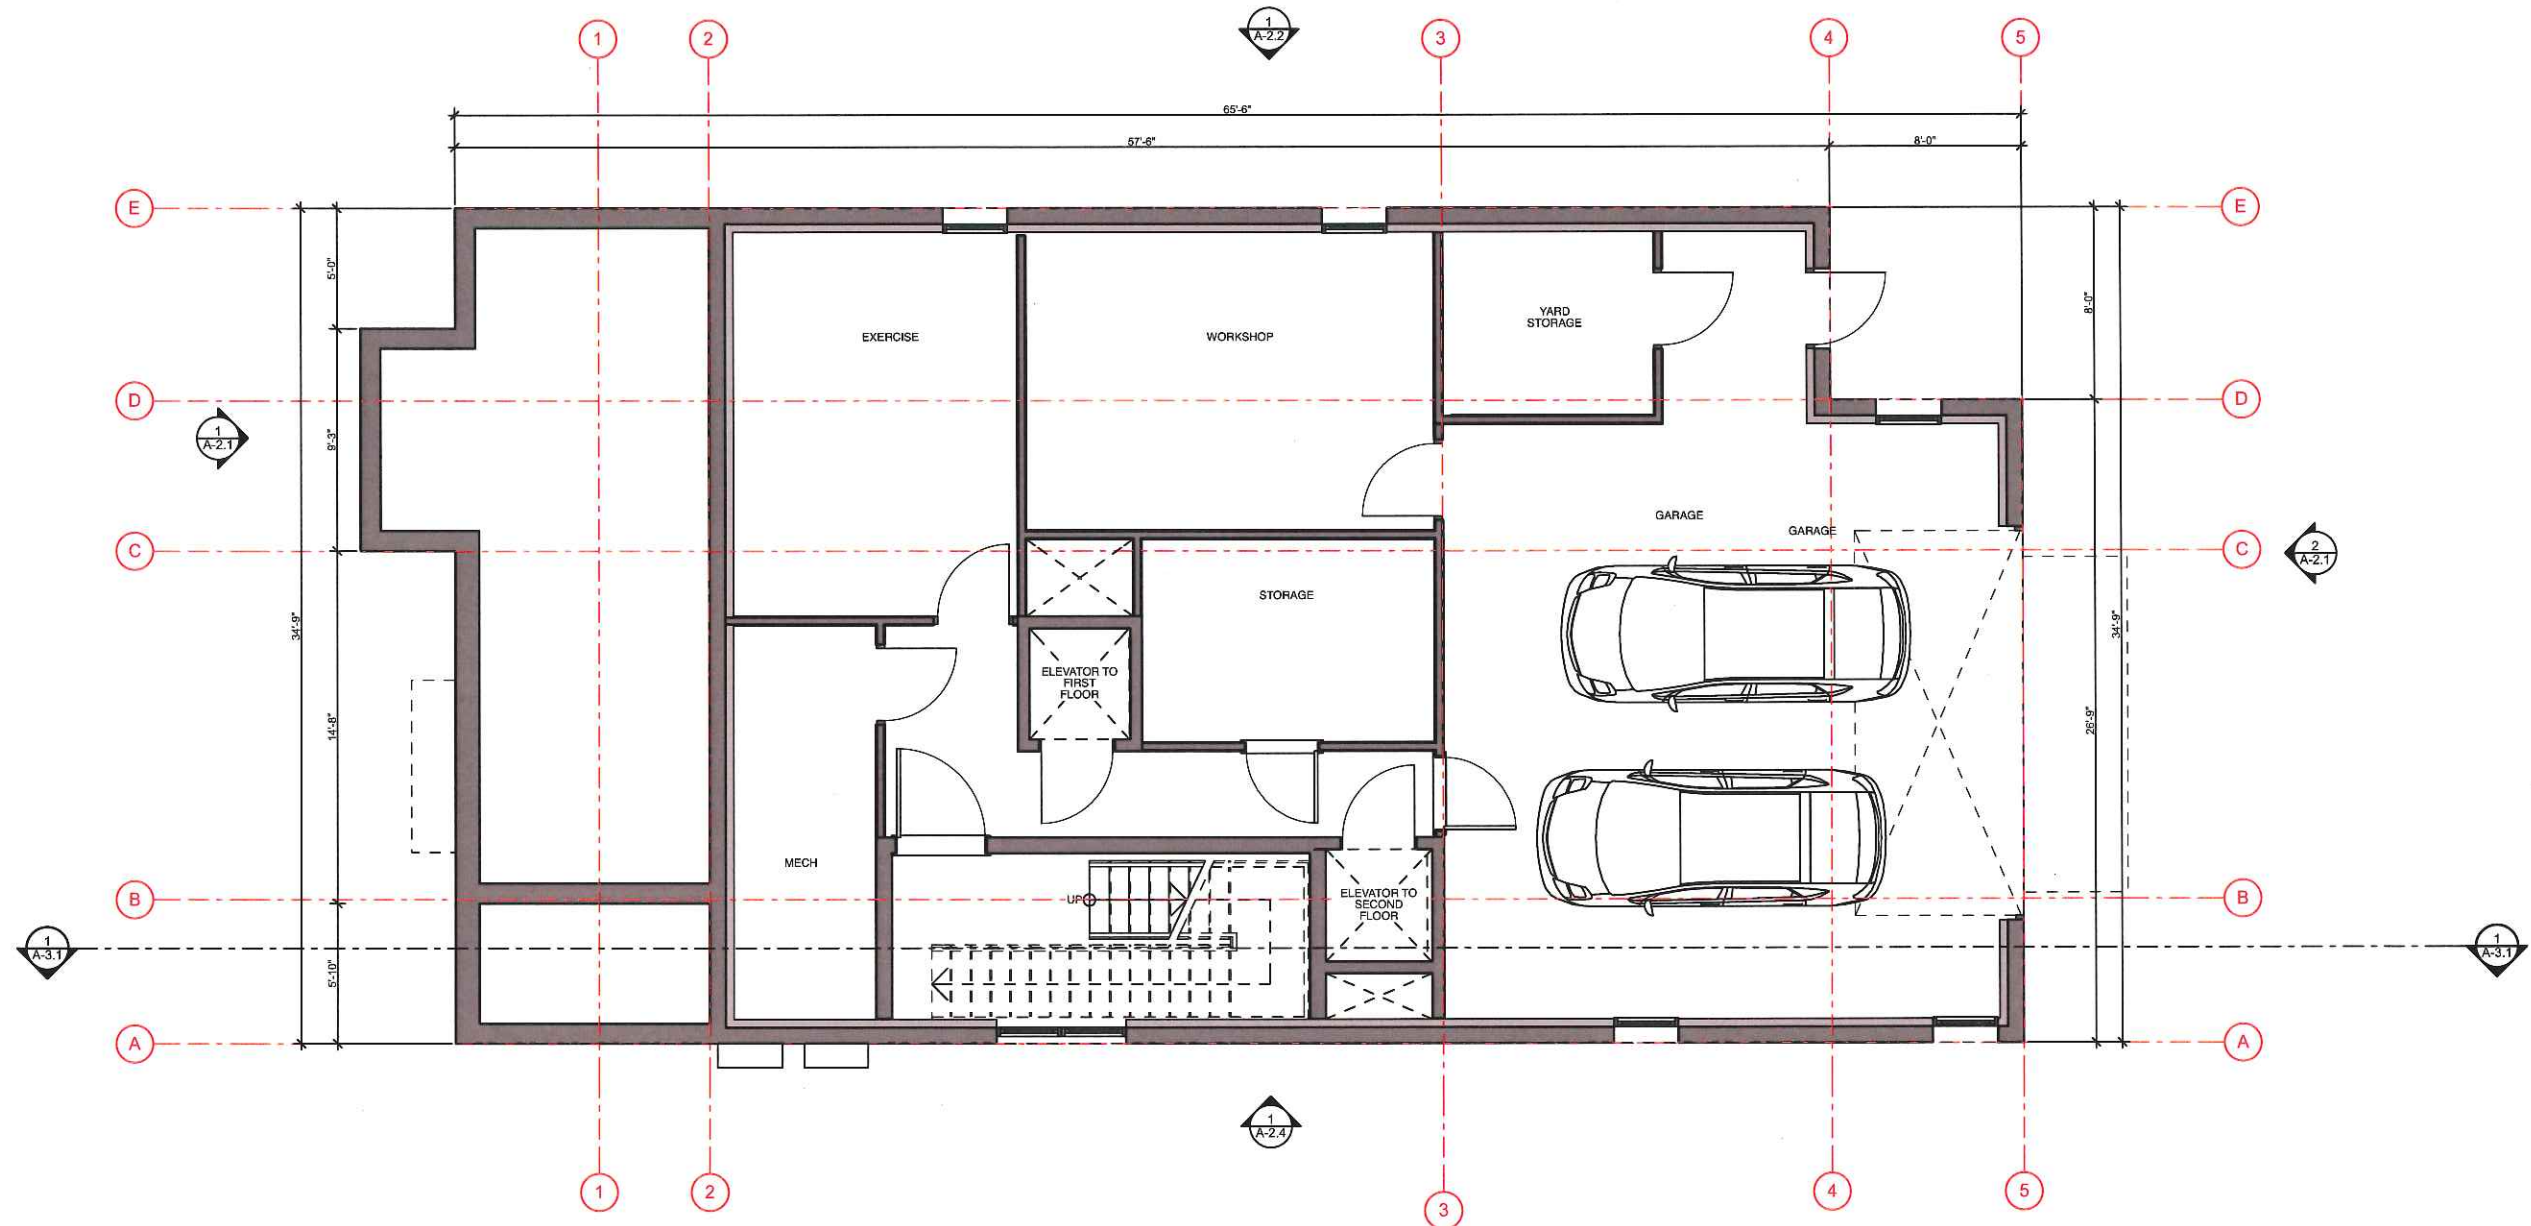 1
A-2.2
1
2
3
4
5
65'-6"
57'-6"
8'-0"
E
E
5'-0"
8'-0"
YARD
STORAGE
EXERCISE
WORKSHOP
D
D
1
A-2.1
9'-3"
GARAGE
GARAGE
C
C
2
A-2.1
STORAGE
34'-9"
34'-9"
ELEVATOR TO
FIRST
FLOOR
14'-8"
26'-9"
MECH
UP
ELEVATOR TO
SECOND
FLOOR
B
B
1
A-3.1
1
A-3.1
5'-10"
A
A
1
A-2.4
1
2
3
4
5